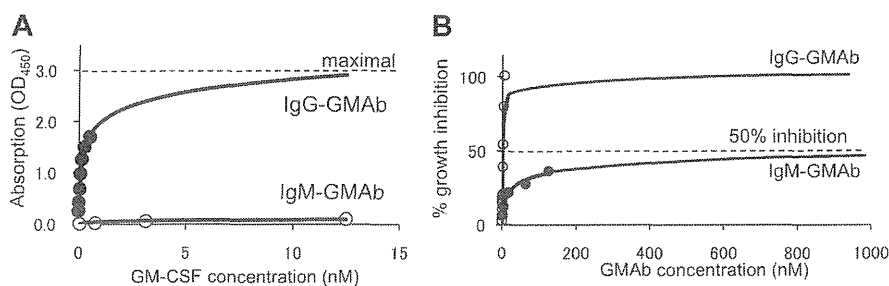 A
Absorption (OD450)
3.0
2.0
1.0
0.0
maximal
IgG-GMAb
IgM-GMAb
0
5
10
15
GM-CSF concentration (nM)
B
% growth inhibition
100
50
0
IgG-GMAb
50% inhibition
IgM-GMAb
0
200
400
600
800
1000
GMAb concentration (nM)